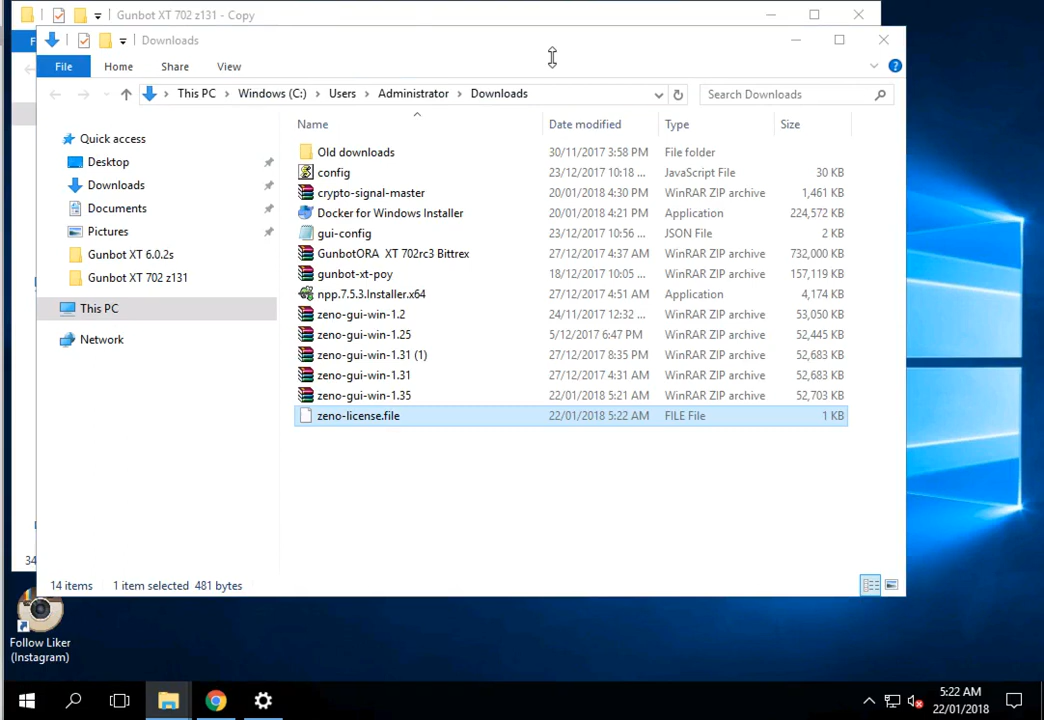 Gunbot XT 702 z131 - Copy
Downloads
File Home Share View
This PC Windows (C:) Users Administrator Downloads
Search Downloads
Name Date modified Type Size
Quick access
Desktop
Downloads
Documents
Pictures
Gunbot XT 6.0.2s
Gunbot XT 702 z131
This PC
Network
Old downloads 30/11/2017 3:58 PM File folder
config 23/12/2017 10:18 ... JavaScript File 30 KB
crypto-signal-master 20/01/2018 4:30 PM WinRAR ZIP archive 1,461 KB
Docker for Windows Installer 20/01/2018 4:21 PM Application 224,572 KB
gui-config 23/12/2017 10:56 ... JSON File 2 KB
GunbotORA XT 702rc3 Bittrex 27/12/2017 4:37 AM WinRAR ZIP archive 732,000 KB
gunbot-xt-poy 18/12/2017 10:05 ... WinRAR ZIP archive 157,119 KB
npp.7.5.3.Installer.x64 27/12/2017 4:51 AM Application 4,174 KB
zeno-gui-win-1.2 24/11/2017 12:32 ... WinRAR ZIP archive 53,050 KB
zeno-gui-win-1.25 5/12/2017 6:47 PM WinRAR ZIP archive 52,445 KB
zeno-gui-win-1.31 (1) 27/12/2017 8:35 PM WinRAR ZIP archive 52,683 KB
zeno-gui-win-1.31 27/12/2017 4:31 AM WinRAR ZIP archive 52,683 KB
zeno-gui-win-1.35 22/01/2018 5:21 AM WinRAR ZIP archive 52,703 KB
zeno-license.file 22/01/2018 5:22 AM FILE File 1 KB
34
14 items 1 item selected 481 bytes
Follow Liker
(Instagram)
5:22 AM
22/01/2018